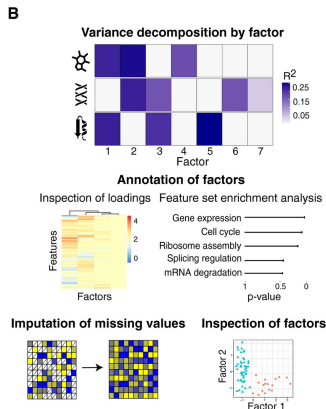 B
Variance decomposition by factor
R²
0.25
0.15
0.05
1 2 3 4 5 6 7
Factor
Annotation of factors
Inspection of loadings Feature set enrichment analysis
Features
4
2
0
Factors
Gene expression
Cell cycle
Ribosome assembly
Splicing regulation
mRNA degradation
1 0.5 0
p-value
Imputation of missing values Inspection of factors
Factor 2
Factor 1